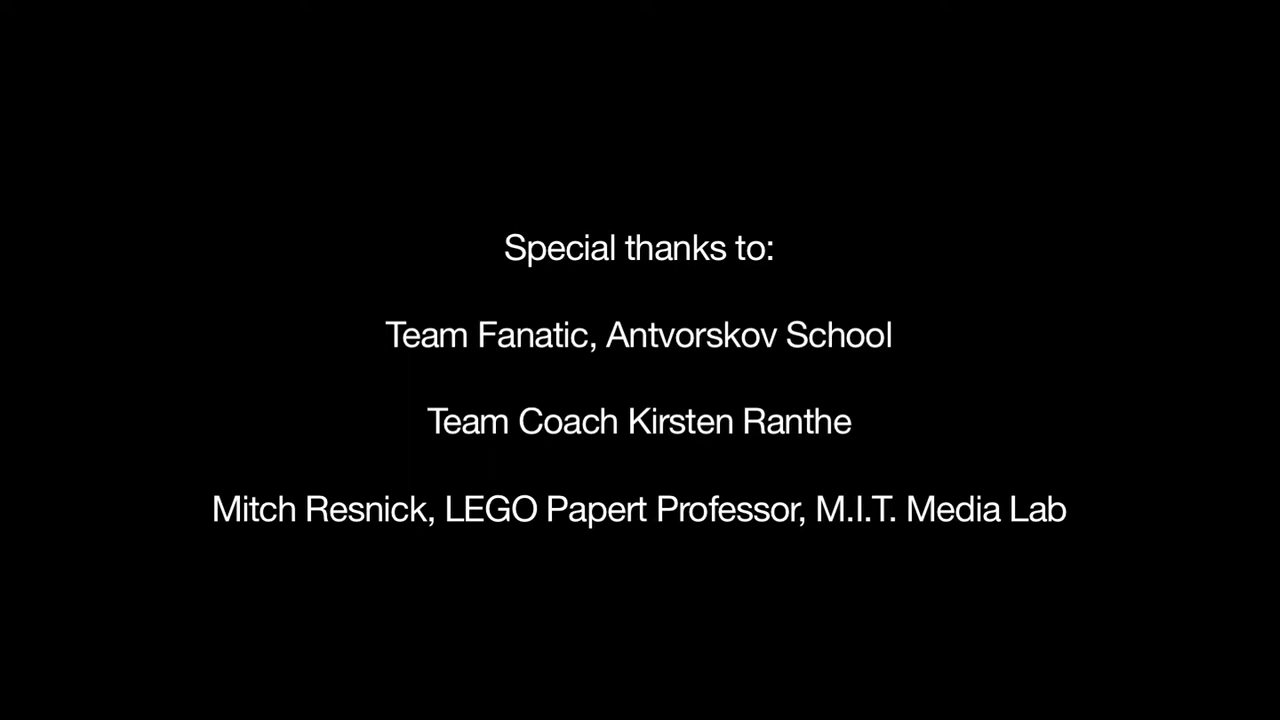 Special thanks to:
Team Fanatic, Antvorskov School
Team Coach Kirsten Ranthe
Mitch Resnick, LEGO Papert Professor, M.I.T. Media Lab